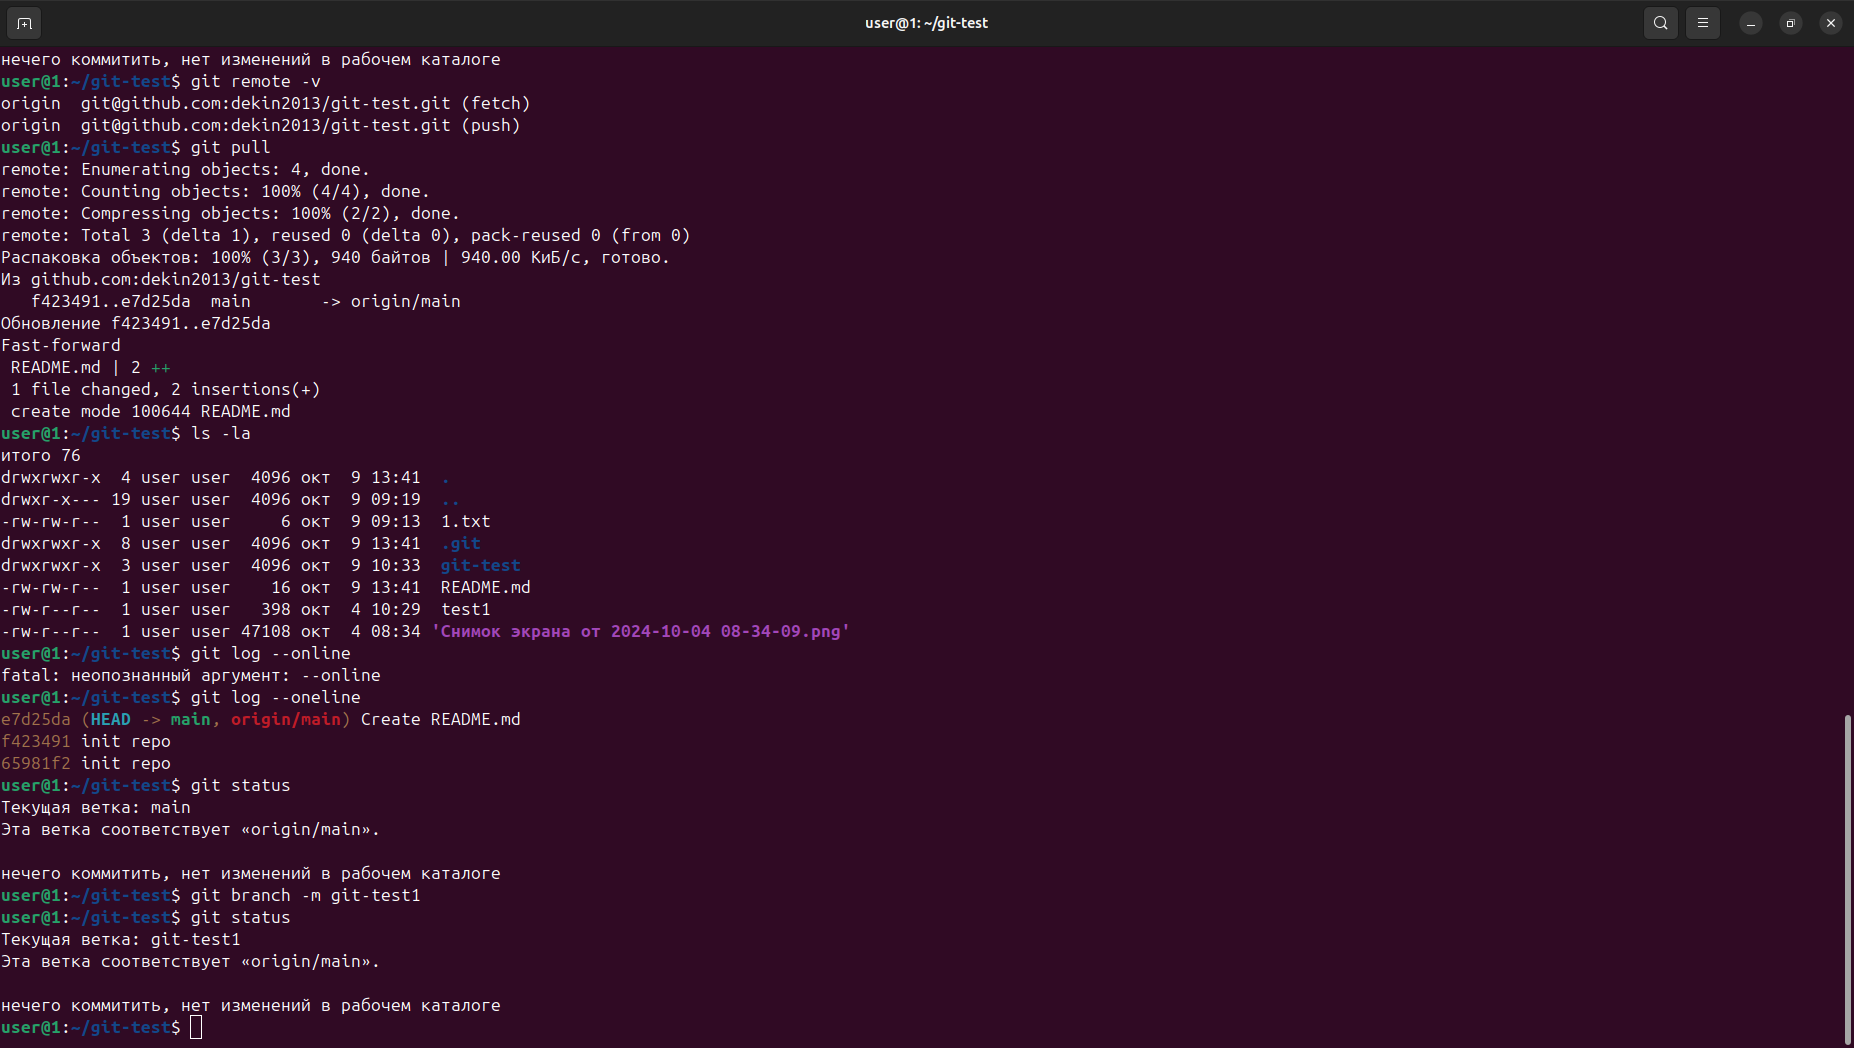 user@1: ~/git-test
нечего коммитить, нет изменений в рабочем каталоге
user@1:~/git-test$ git remote -v
origin  git@github.com:dekin2013/git-test.git (fetch)
origin  git@github.com:dekin2013/git-test.git (push)
user@1:~/git-test$ git pull
remote: Enumerating objects: 4, done.
remote: Counting objects: 100% (4/4), done.
remote: Compressing objects: 100% (2/2), done.
remote: Total 3 (delta 1), reused 0 (delta 0), pack-reused 0 (from 0)
Распаковка объектов: 100% (3/3), 940 байтов | 940.00 КиБ/с, готово.
Из github.com:dekin2013/git-test
   f423491..e7d25da  main       -> origin/main
Обновление f423491..e7d25da
Fast-forward
 README.md | 2 ++
 1 file changed, 2 insertions(+)
 create mode 100644 README.md
user@1:~/git-test$ ls -la
итого 76
drwxrwxr-x  4 user user  4096 окт  9 13:41  .
drwxr-x--- 19 user user  4096 окт  9 09:19  ..
-rw-rw-r--  1 user user     6 окт  9 09:13  1.txt
drwxrwxr-x  8 user user  4096 окт  9 13:41  .git
drwxrwxr-x  3 user user  4096 окт  9 10:33  git-test
-rw-rw-r--  1 user user    16 окт  9 13:41  README.md
-rw-r--r--  1 user user   398 окт  4 10:29  test1
-rw-r--r--  1 user user 47108 окт  4 08:34 'Снимок экрана от 2024-10-04 08-34-09.png'
user@1:~/git-test$ git log --online
fatal: неопознанный аргумент: --online
user@1:~/git-test$ git log --oneline
e7d25da (HEAD -> main, origin/main) Create README.md
f423491 init repo
65981f2 init repo
user@1:~/git-test$ git status
Текущая ветка: main
Эта ветка соответствует «origin/main».
нечего коммитить, нет изменений в рабочем каталоге
user@1:~/git-test$ git branch -m git-test1
user@1:~/git-test$ git status
Текущая ветка: git-test1
Эта ветка соответствует «origin/main».
нечего коммитить, нет изменений в рабочем каталоге
user@1:~/git-test$